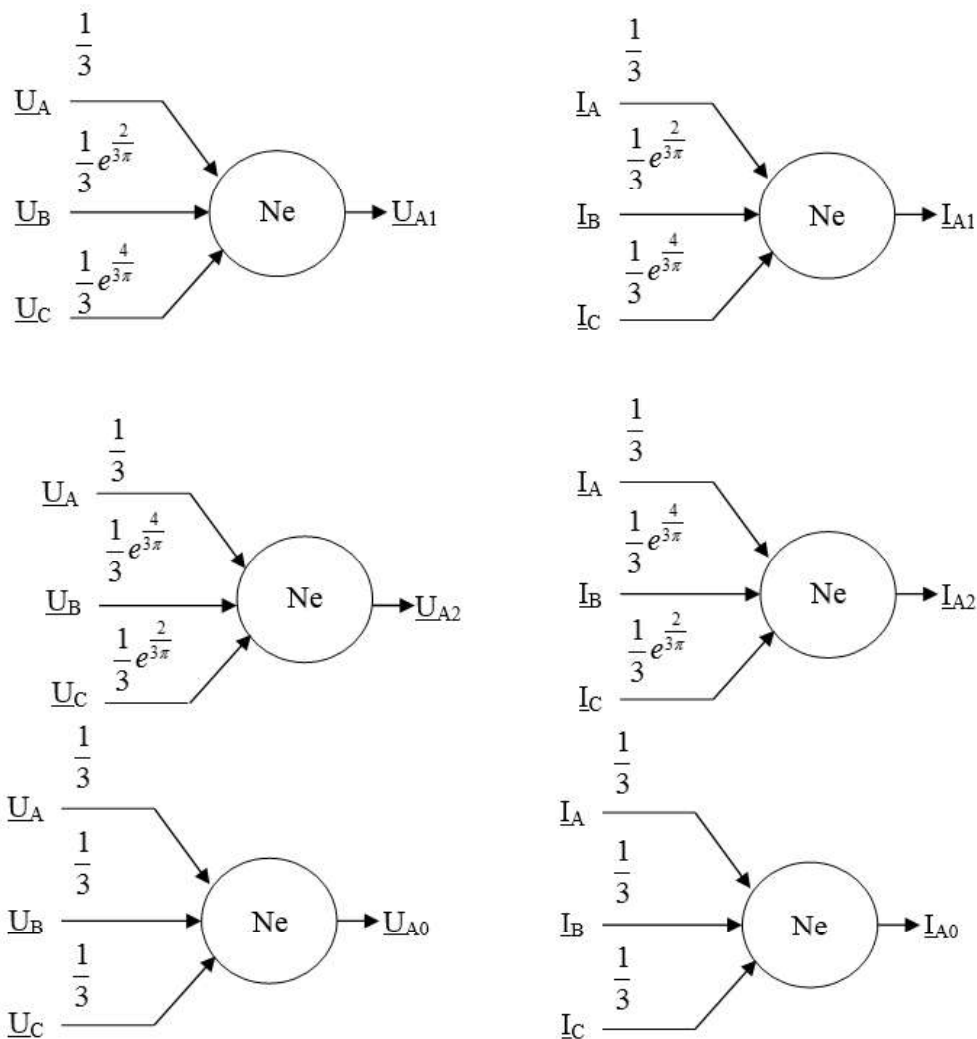 1/3
U_A
1/3 e^{2/3π}
U_B Ne U_A1
1/3 e^{4/3π}
U_C
1/3
I_A
1/3 e^{2/3π}
I_B Ne I_A1
1/3 e^{4/3π}
I_C
1/3
U_A
1/3 e^{4/3π}
U_B Ne U_A2
1/3 e^{2/3π}
U_C
1/3
I_A
1/3 e^{4/3π}
I_B Ne I_A2
1/3 e^{2/3π}
I_C
1/3
U_A
1/3
U_B Ne U_A0
1/3
U_C
1/3
I_A
1/3
I_B Ne I_A0
1/3
I_C